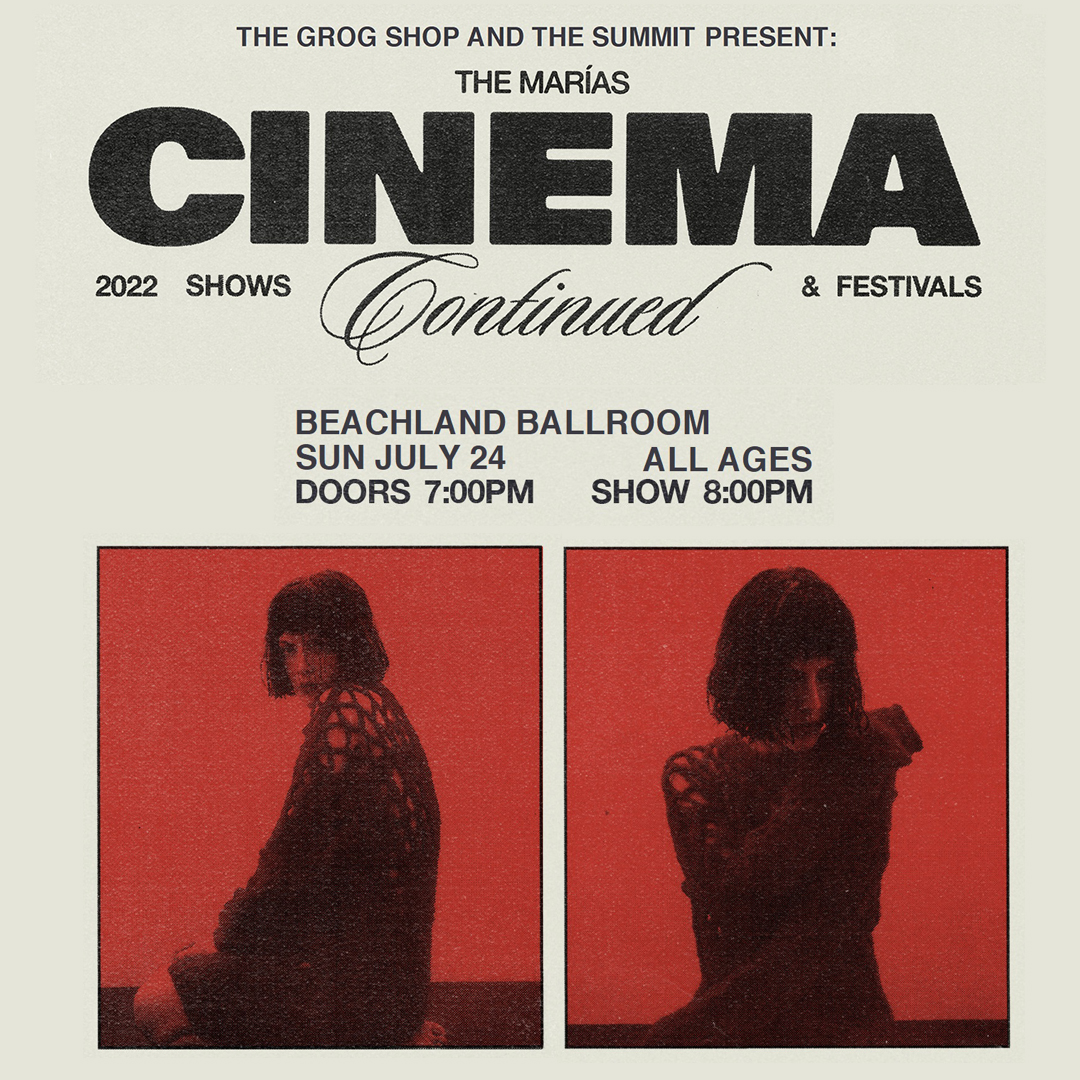 THE GROG SHOP AND THE SUMMIT PRESENT:
THE MARÍAS
CINEMA
2022 SHOWS Continued & FESTIVALS
BEACHLAND BALLROOM
SUN JULY 24 ALL AGES
DOORS 7:00PM SHOW 8:00PM